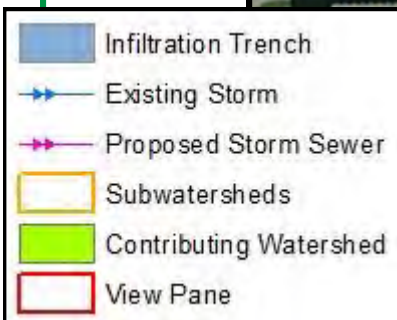 Infiltration Trench
Existing Storm
Proposed Storm Sewer
Subwatersheds
Contributing Watershed
View Pane